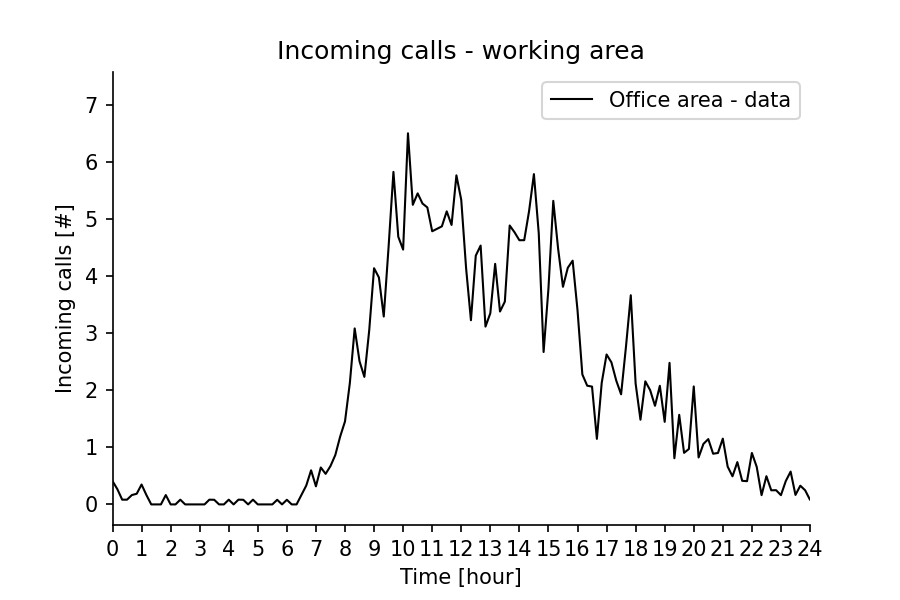 Incoming calls - working area
Office area - data
Incoming calls [#]
7
6
5
4
3
2
1
0
0 1 2 3 4 5 6 7 8 9 10 11 12 13 14 15 16 17 18 19 20 21 22 23 24
Time [hour]